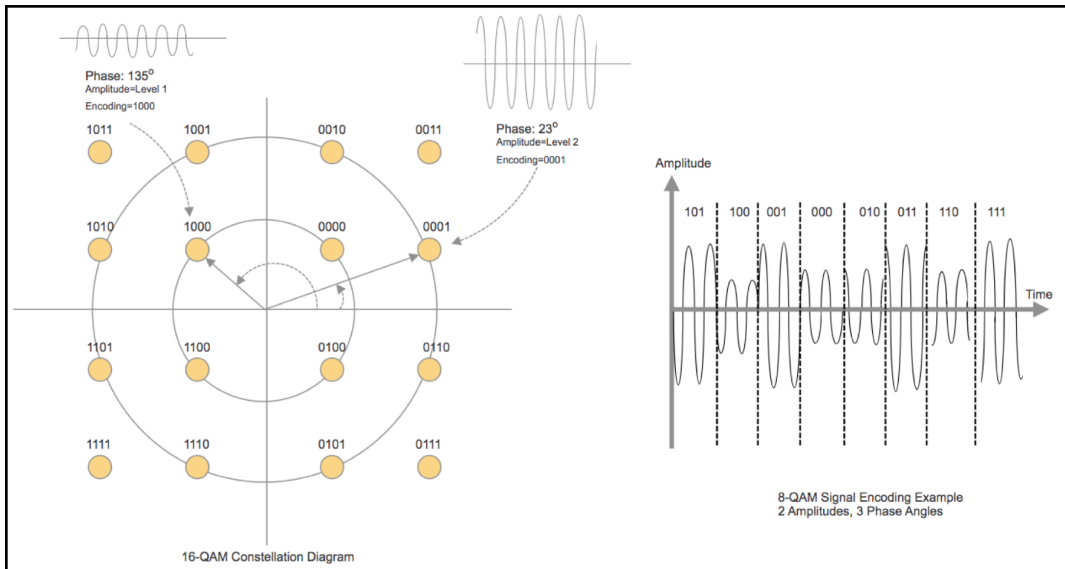 Phase: 135°
Amplitude=Level 1
Encoding=1000
Phase: 23°
Amplitude=Level 2
Encoding=0001
1011 1001 0010 0011
1010 1000 0000 0001
1101 1100 0100 0110
1111 1110 0101 0111
16-QAM Constellation Diagram
Amplitude
101 100 001 000 010 011 110 111
Time
8-QAM Signal Encoding Example
2 Amplitudes, 3 Phase Angles